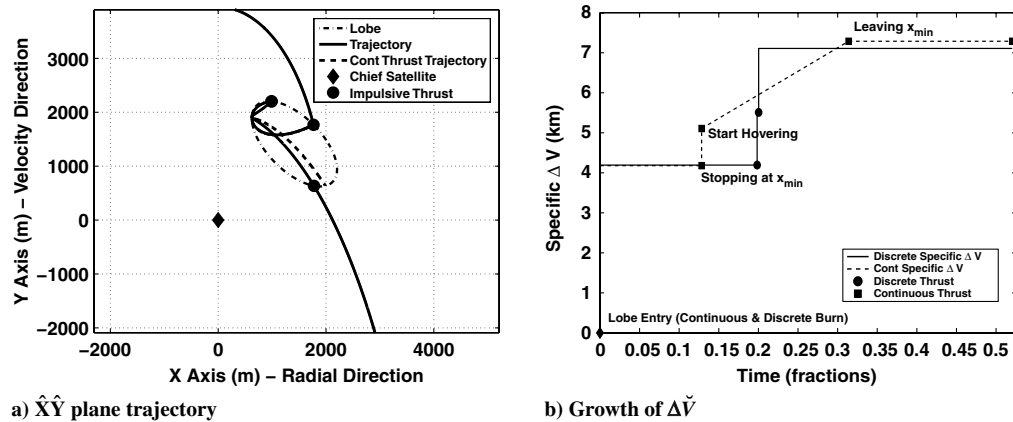 Lobe
Trajectory
Cont Thrust Trajectory
Chief Satellite
Impulsive Thrust
Y Axis (m) – Velocity Direction
3000
2000
1000
0
−1000
−2000
−2000
0
2000
4000
X Axis (m) – Radial Direction
a) X̂Ŷ plane trajectory
Specific Δ V (km)
8
7
6
5
4
3
2
1
0
Leaving xmin
Start Hovering
Stopping at xmin
Discrete Specific Δ V
Cont Specific Δ V
Discrete Thrust
Continuous Thrust
Lobe Entry (Continuous & Discrete Burn)
0 0.05 0.1 0.15 0.2 0.25 0.3 0.35 0.4 0.45 0.5
Time (fractions)
b) Growth of ΔV̆